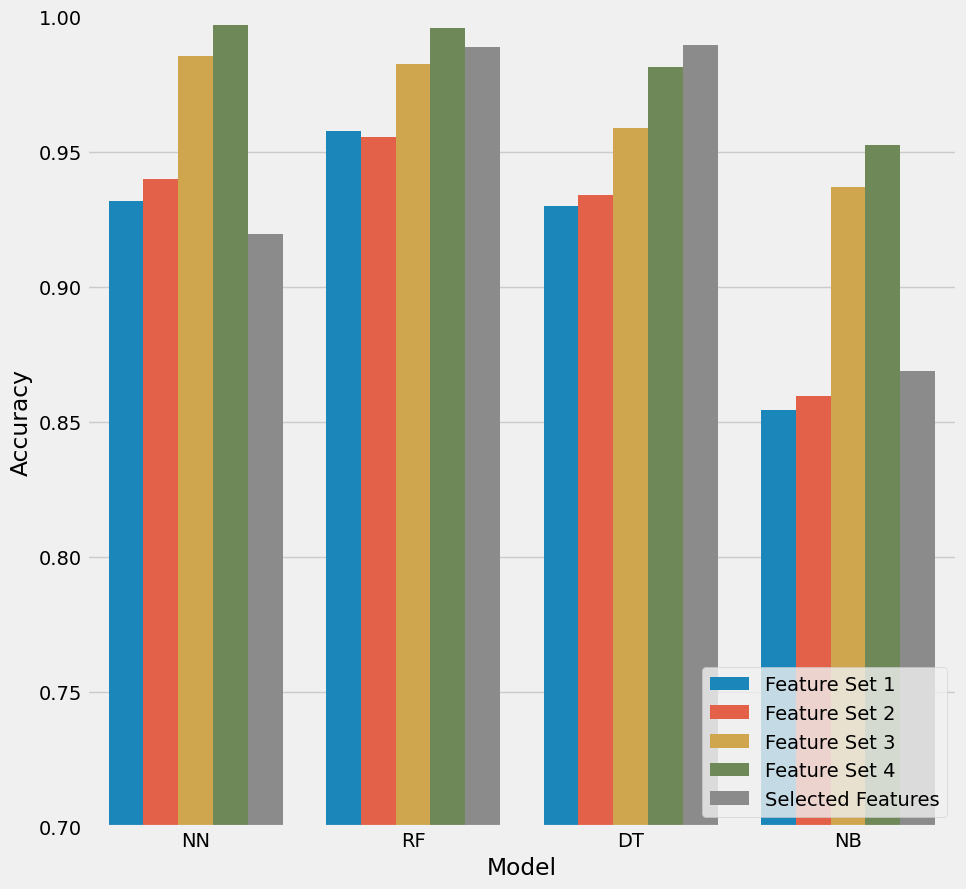 1.00
0.95
0.90
0.85
0.80
0.75
0.70
Accuracy
NN
RF
DT
NB
Model
Feature Set 1
Feature Set 2
Feature Set 3
Feature Set 4
Selected Features